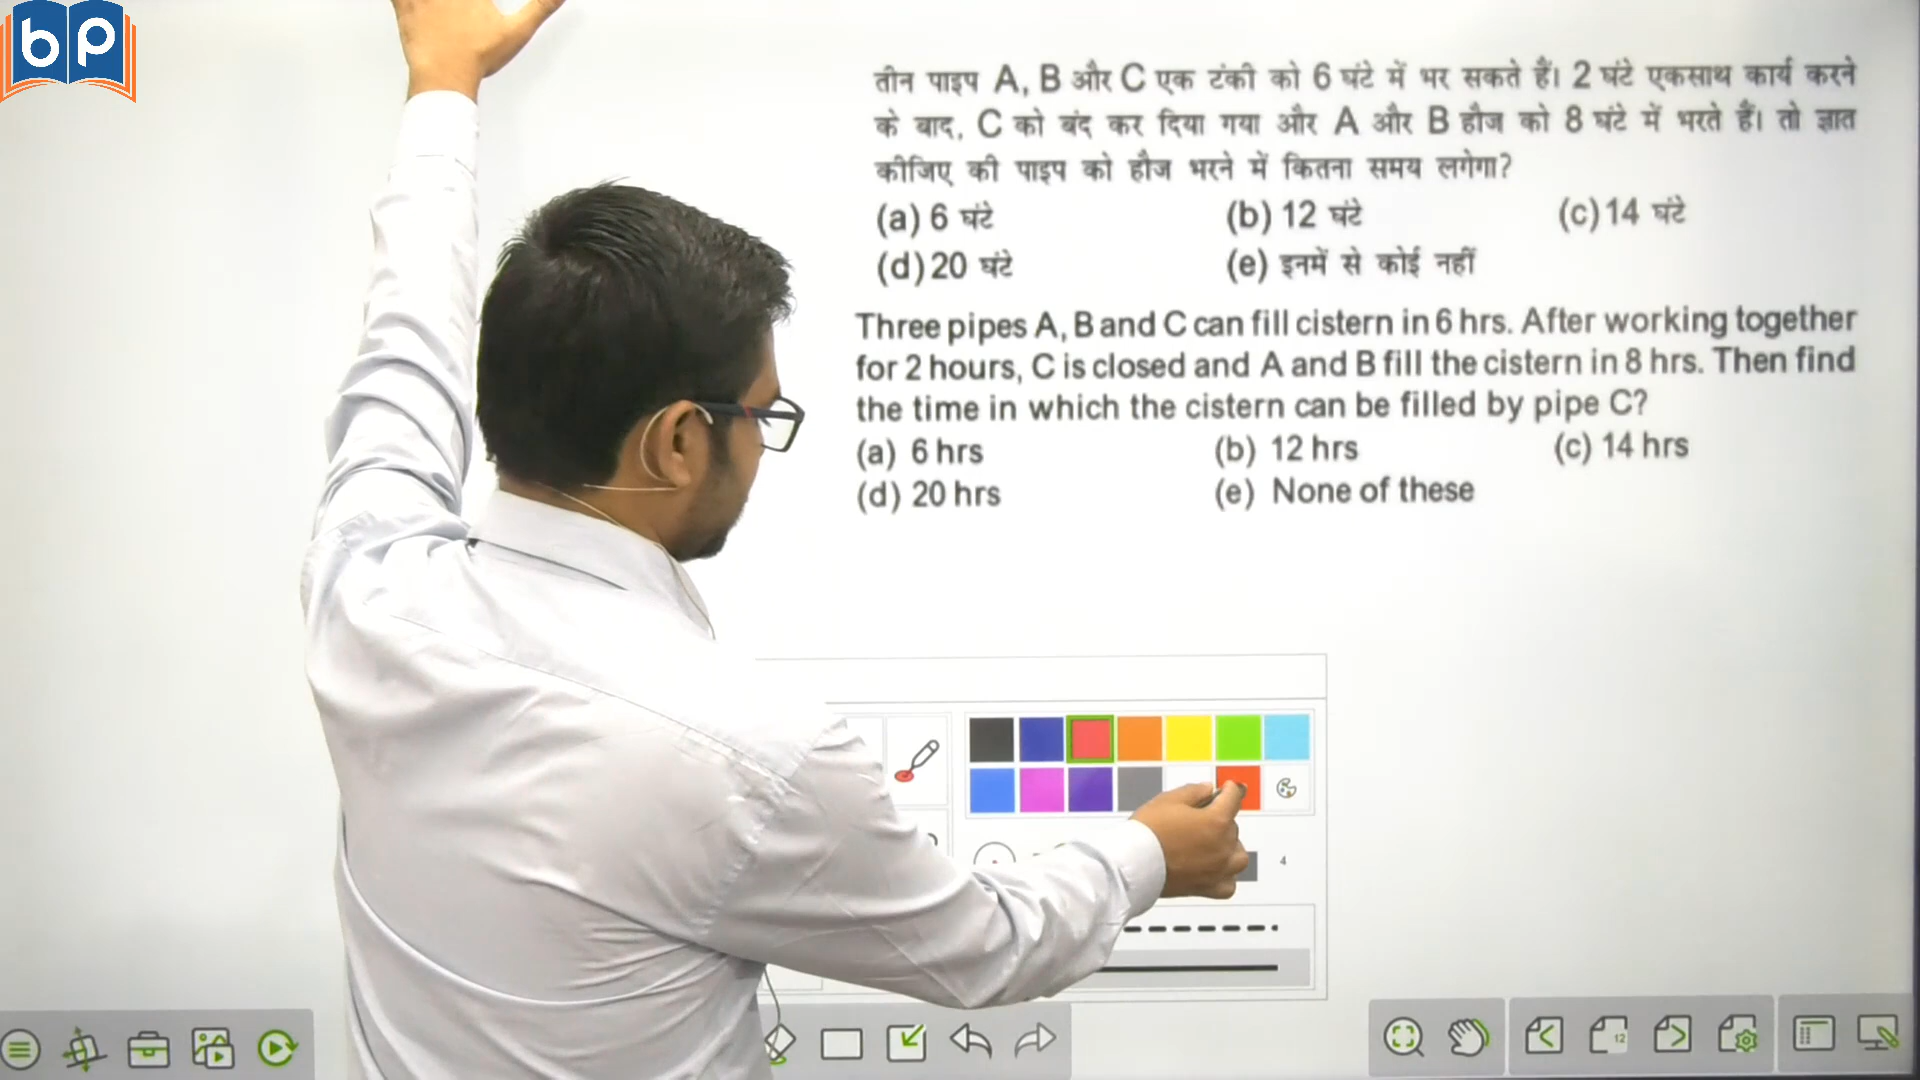 bp
तीन पाइप A, B और C एक टंकी को 6 घंटे में भर सकते हैं। 2 घंटे एकसाथ कार्य करने
के बाद, C को बंद कर दिया गया और A और B हौज को 8 घंटे में भरते हैं। तो ज्ञात
कीजिए की पाइप को हौज भरने में कितना समय लगेगा?
(a) 6 घंटे (b) 12 घंटे (c) 14 घंटे
(d) 20 घंटे (e) इनमें से कोई नहीं
Three pipes A, B and C can fill cistern in 6 hrs. After working together
for 2 hours, C is closed and A and B fill the cistern in 8 hrs. Then find
the time in which the cistern can be filled by pipe C?
(a) 6 hrs (b) 12 hrs (c) 14 hrs
(d) 20 hrs (e) None of these
4
12